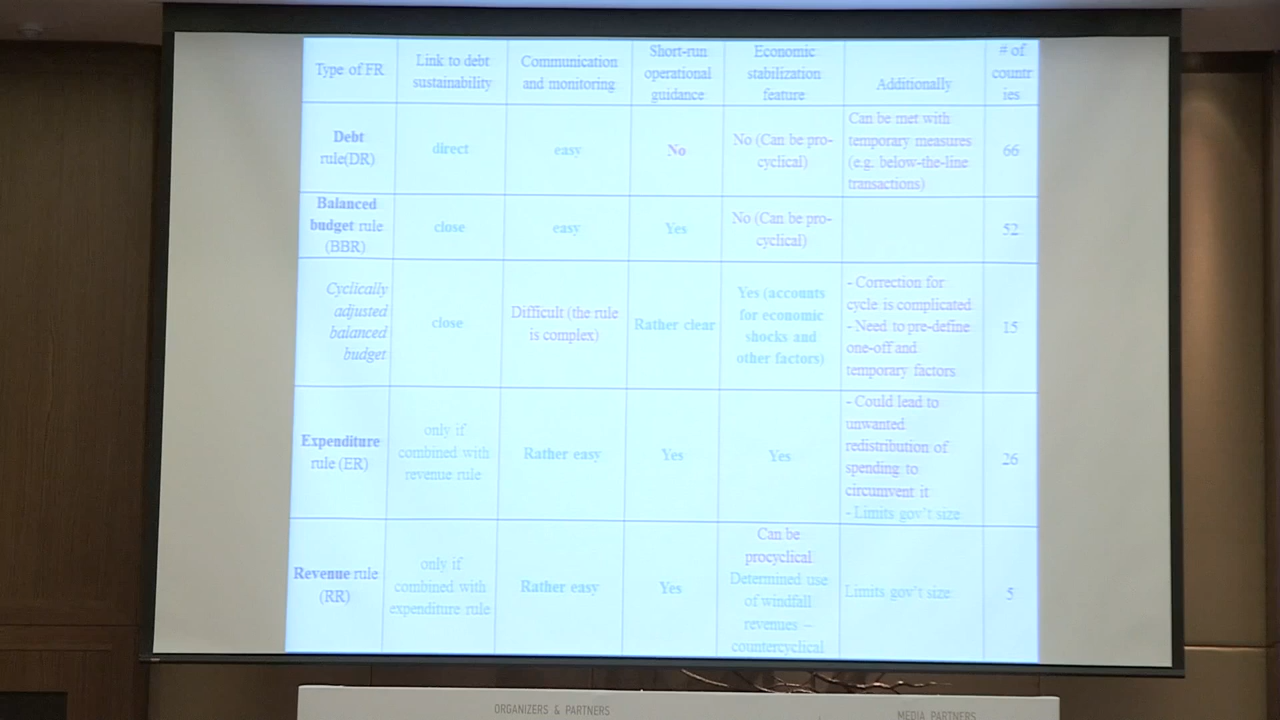 Type of FR
Link to debt
sustainability
Communication
and monitoring
Short-run
operational
guidance
Economic
stabilization
feature
Additionally
# of
countr
ies
Debt
rule(DR)
direct
easy
No
No (Can be pro-
cyclical)
Can be met with
temporary measures
(e.g. below-the-line
transactions)
66
Balanced
budget rule
(BBR)
close
easy
Yes
No (Can be pro-
cyclical)
52
Cyclically
adjusted
balanced
budget
close
Difficult (the rule
is complex)
Rather clear
Yes (accounts
for economic
shocks and
other factors)
- Correction for
cycle is complicated
- Need to pre-define
one-off and
temporary factors
15
Expenditure
rule (ER)
only if
combined with
revenue rule
Rather easy
Yes
Yes
- Could lead to
unwanted
redistribution of
spending to
circumvent it
- Limits gov't size
26
Revenue rule
(RR)
only if
combined with
expenditure rule
Rather easy
Yes
Can be
procyclical
Determined use
of windfall
revenues –
countercyclical
Limits gov't size
5
ORGANIZERS & PARTNERS
MEDIA PARTNERS